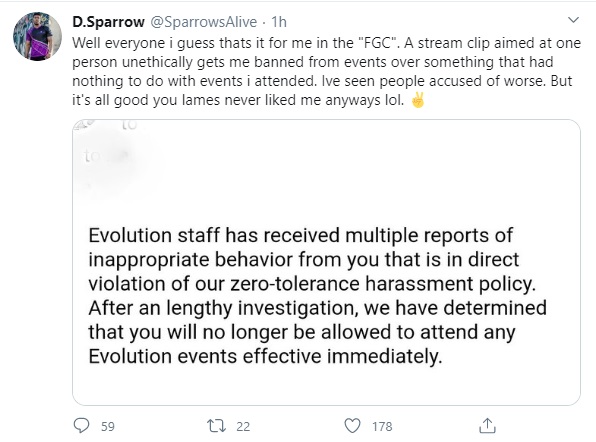 D.Sparrow @SparrowsAlive · 1h
Well everyone i guess thats it for me in the "FGC". A stream clip aimed at one
person unethically gets me banned from events over something that had
nothing to do with events i attended. Ive seen people accused of worse. But
it's all good you lames never liked me anyways lol. ✌
to
to
Evolution staff has received multiple reports of
inappropriate behavior from you that is in direct
violation of our zero-tolerance harassment policy.
After an lengthy investigation, we have determined
that you will no longer be allowed to attend any
Evolution events effective immediately.
59 22 178